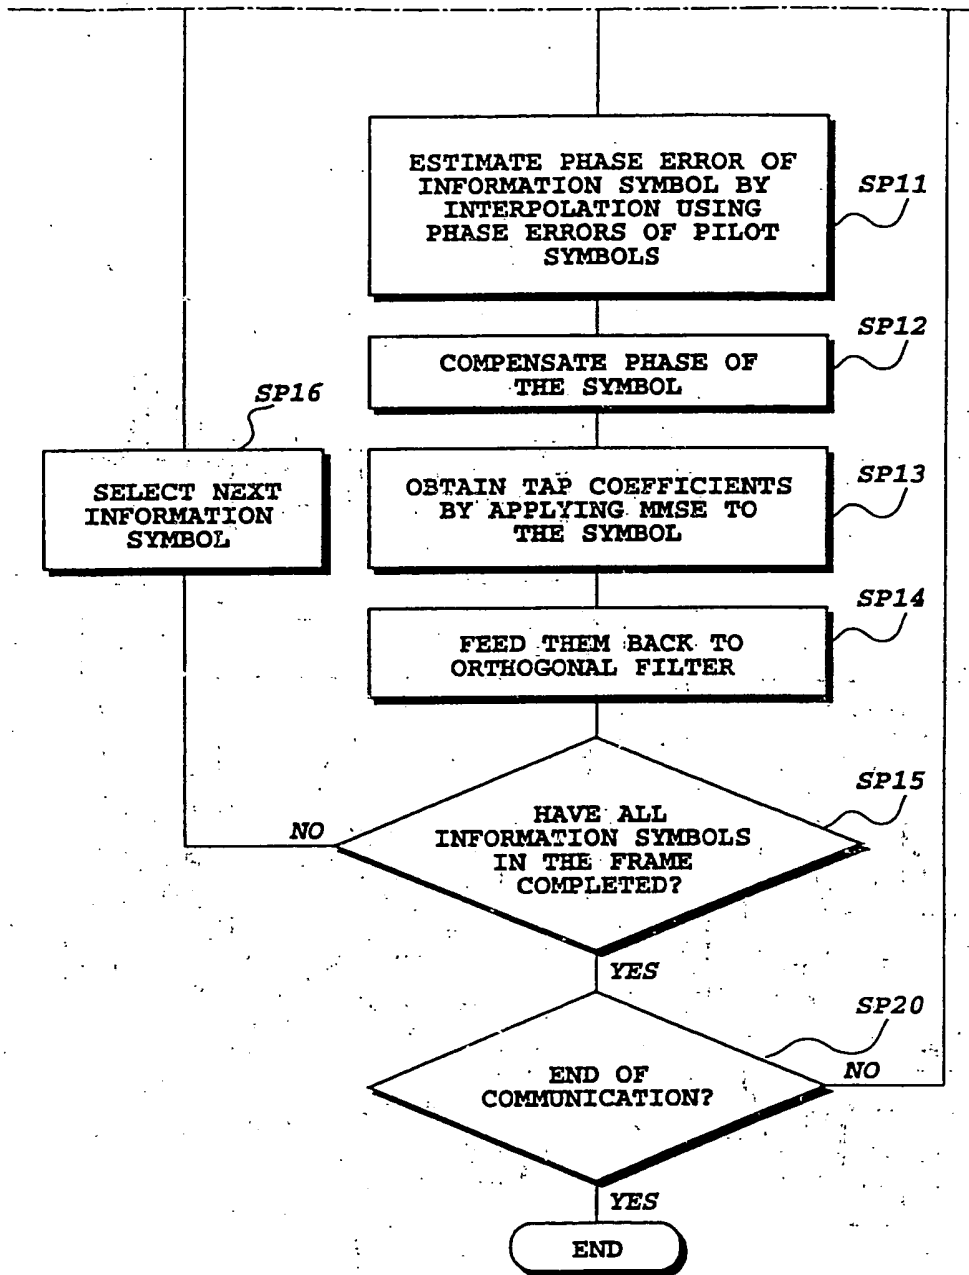 ESTIMATE PHASE ERROR OF
INFORMATION SYMBOL BY
INTERPOLATION USING
PHASE ERRORS OF PILOT
SYMBOLS
SP11
COMPENSATE PHASE OF
THE SYMBOL
SP12
SP16
SELECT NEXT
INFORMATION
SYMBOL
OBTAIN TAP COEFFICIENTS
BY APPLYING MMSE TO
THE SYMBOL
SP13
FEED THEM BACK TO
ORTHOGONAL FILTER
SP14
HAVE ALL
INFORMATION SYMBOLS
IN THE FRAME
COMPLETED?
SP15
NO
YES
END OF
COMMUNICATION?
SP20
NO
YES
END